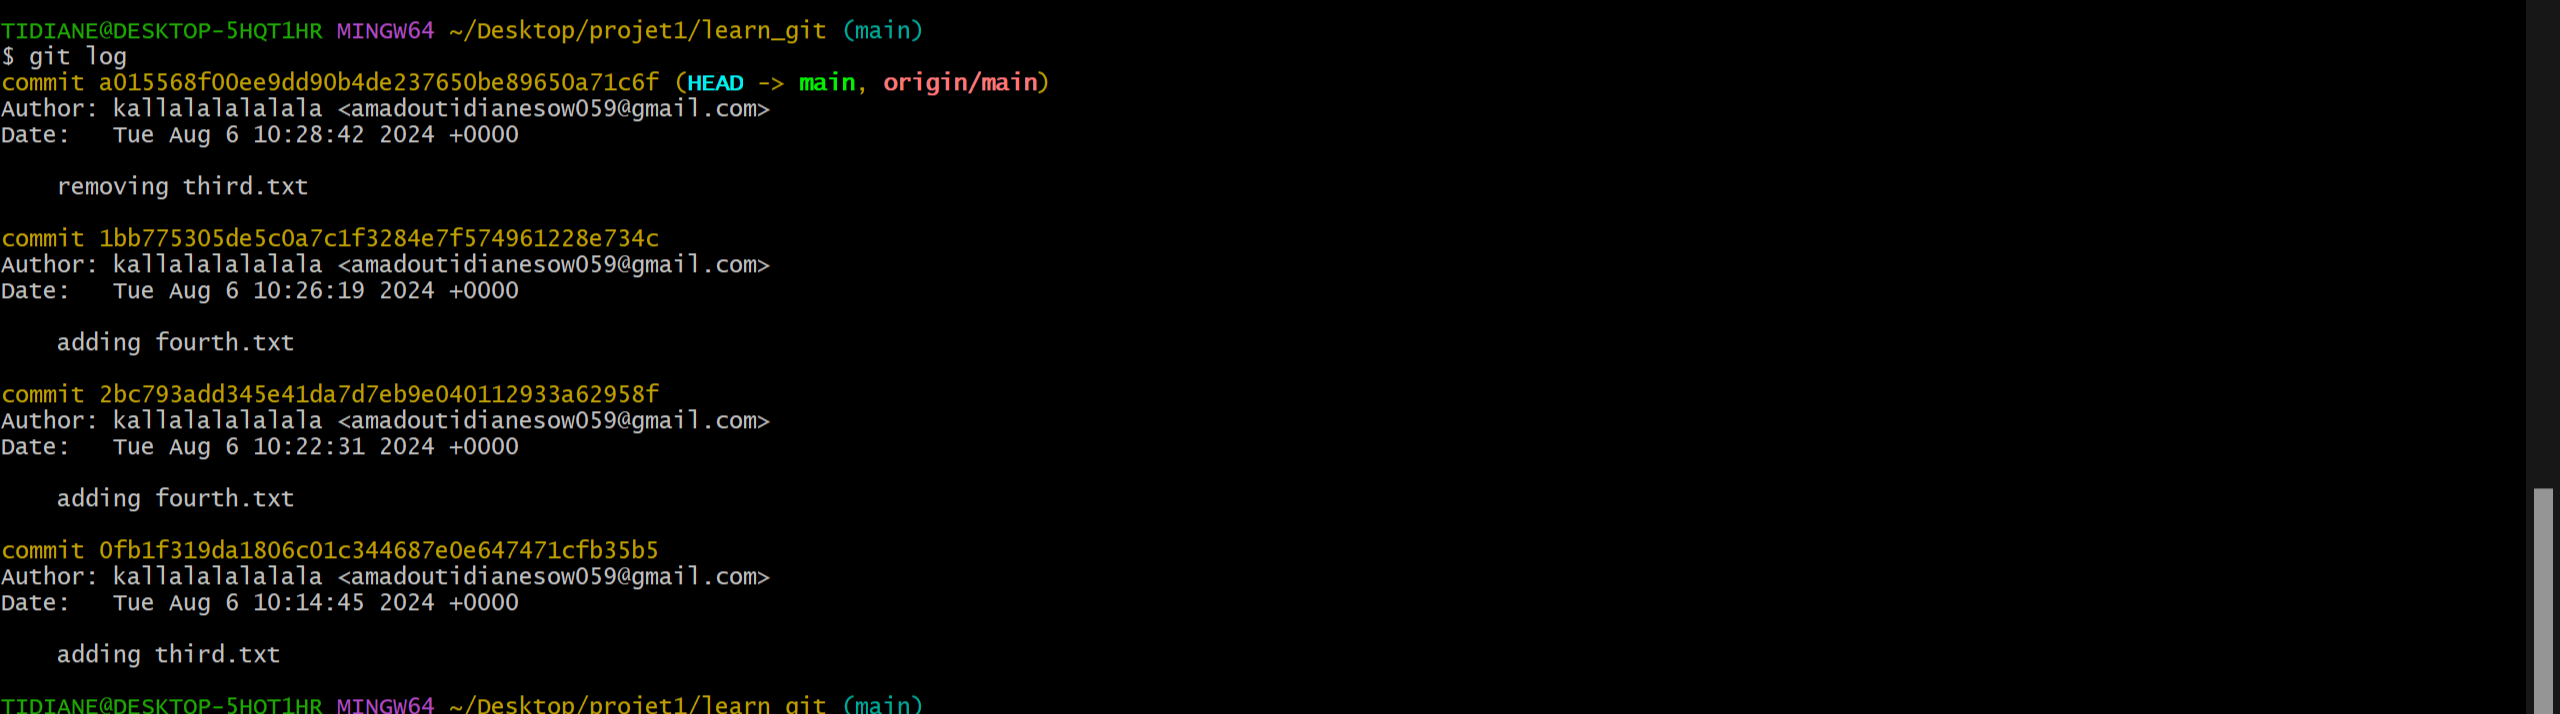 TIDIANE@DESKTOP-5HQT1HR MINGW64 ~/Desktop/projet1/learn_git (main)
$ git log
commit a015568f00ee9dd90b4de237650be89650a71c6f (HEAD -> main, origin/main)
Author: kallalalalalala <amadoutidianesow059@gmail.com>
Date:   Tue Aug 6 10:28:42 2024 +0000
removing third.txt
commit 1bb775305de5c0a7c1f3284e7f574961228e734c
Author: kallalalalalala <amadoutidianesow059@gmail.com>
Date:   Tue Aug 6 10:26:19 2024 +0000
adding fourth.txt
commit 2bc793add345e41da7d7eb9e040112933a62958f
Author: kallalalalalala <amadoutidianesow059@gmail.com>
Date:   Tue Aug 6 10:22:31 2024 +0000
adding fourth.txt
commit 0fb1f319da1806c01c344687e0e647471cfb35b5
Author: kallalalalalala <amadoutidianesow059@gmail.com>
Date:   Tue Aug 6 10:14:45 2024 +0000
adding third.txt
TIDIANE@DESKTOP-5HQT1HR MINGW64 ~/Desktop/projet1/learn_git (main)